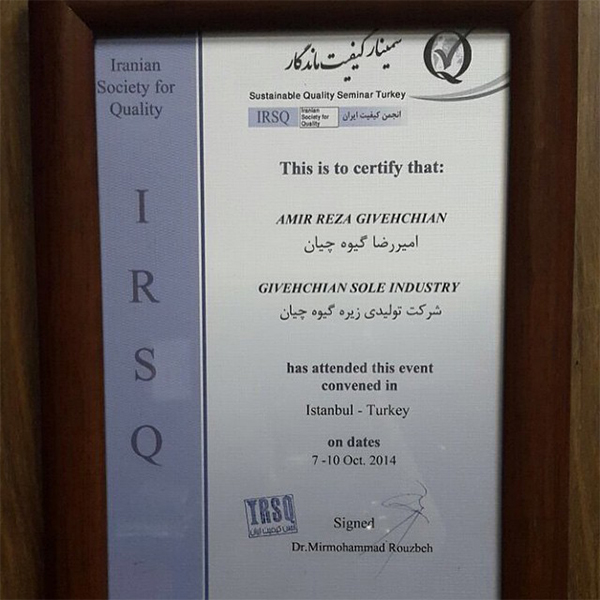 Iranian
Society for
Quality
I
R
S
Q
سمینار کیفیت ماندگار
Q
Sustainable Quality Seminar Turkey
IRSQ Iranian Society for Quality انجمن کیفیت ایران
This is to certify that:
AMIR REZA GIVEHCHIAN
امیررضا گیوه چیان
GIVEHCHIAN SOLE INDUSTRY
شرکت تولیدی زیره گیوه چیان
has attended this event
convened in
Istanbul - Turkey
on dates
7 -10 Oct. 2014
IRSQ
انجمن کیفیت ایران
Signed
Dr.Mirmohammad Rouzbeh